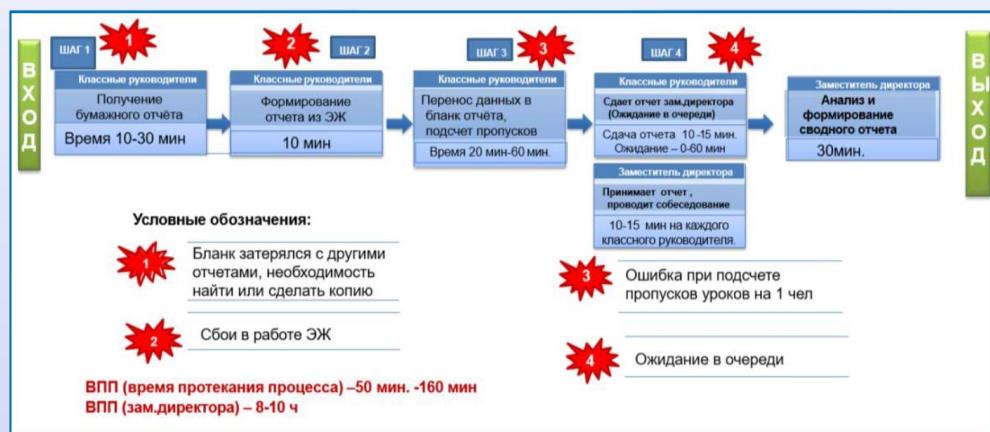 ВХОД
ШАГ 1
1
Классные руководители
Получение
бумажного отчёта
Время 10-30 мин
2
ШАГ 2
Классные руководители
Формирование
отчета из ЭЖ
10 мин
ШАГ 3
3
Классные руководители
Перенос данных в
бланк отчёта,
подсчет пропусков
Время 20 мин-60 мин.
ШАГ 4
4
Классные руководители
Сдает отчет зам.директора
(Ожидание в очереди)
Сдача отчета 10-15 мин.
Ожидание – 0-60 мин
Заместитель директора
Принимает отчет ,
проводит собеседование
10-15 мин на каждого
классного руководителя.
Заместитель директора
Анализ и
формирование
сводного отчета
30мин.
ВЫХОД
Условные обозначения:
1
Бланк затерялся с другими
отчетами, необходимость
найти или сделать копию
2
Сбои в работе ЭЖ
3
Ошибка при подсчете
пропусков уроков на 1 чел
4
Ожидание в очереди
ВПП (время протекания процесса) –50 мин. -160 мин
ВПП (зам.директора) – 8-10 ч